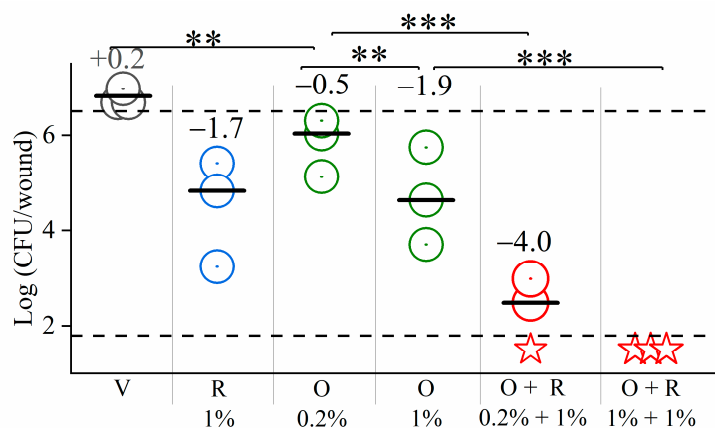 ***
**
**
***
+0.2
−0.5
−1.9
−1.7
−4.0
Log (CFU/wound)
6
4
2
V
R
O
O
O + R
O + R
1%
0.2%
1%
0.2% + 1%
1% + 1%